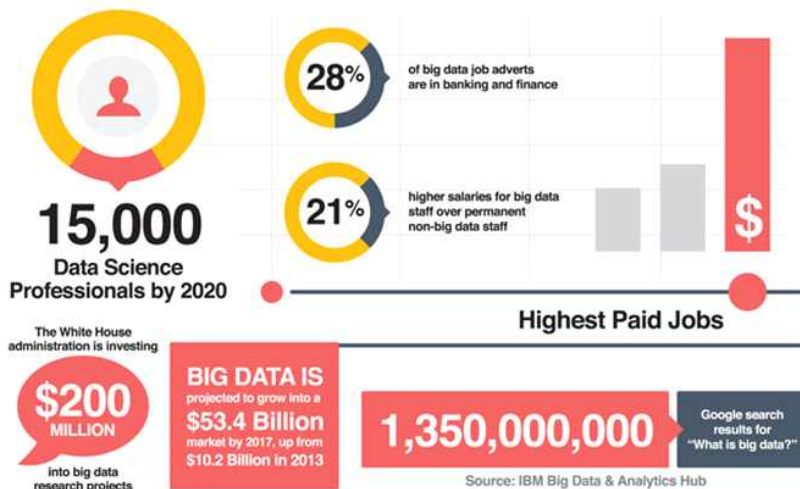 15,000
Data Science
Professionals by 2020
28%
of big data job adverts
are in banking and finance
21%
higher salaries for big data
staff over permanent
non-big data staff
$
Highest Paid Jobs
The White House
administration is investing
$200
MILLION
into big data
research projects
BIG DATA IS
projected to grow into a
$53.4 Billion
market by 2017, up from
$10.2 Billion in 2013
1,350,000,000
Google search
results for
"What is big data?"
Source: IBM Big Data & Analytics Hub